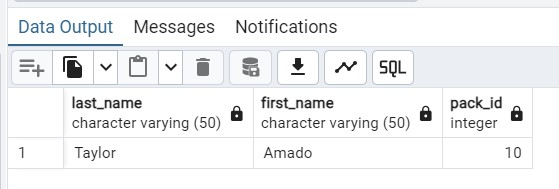 Data Output Messages Notifications
SQL
last_name first_name pack_id
character varying (50) character varying (50) integer
1 Taylor Amado 10